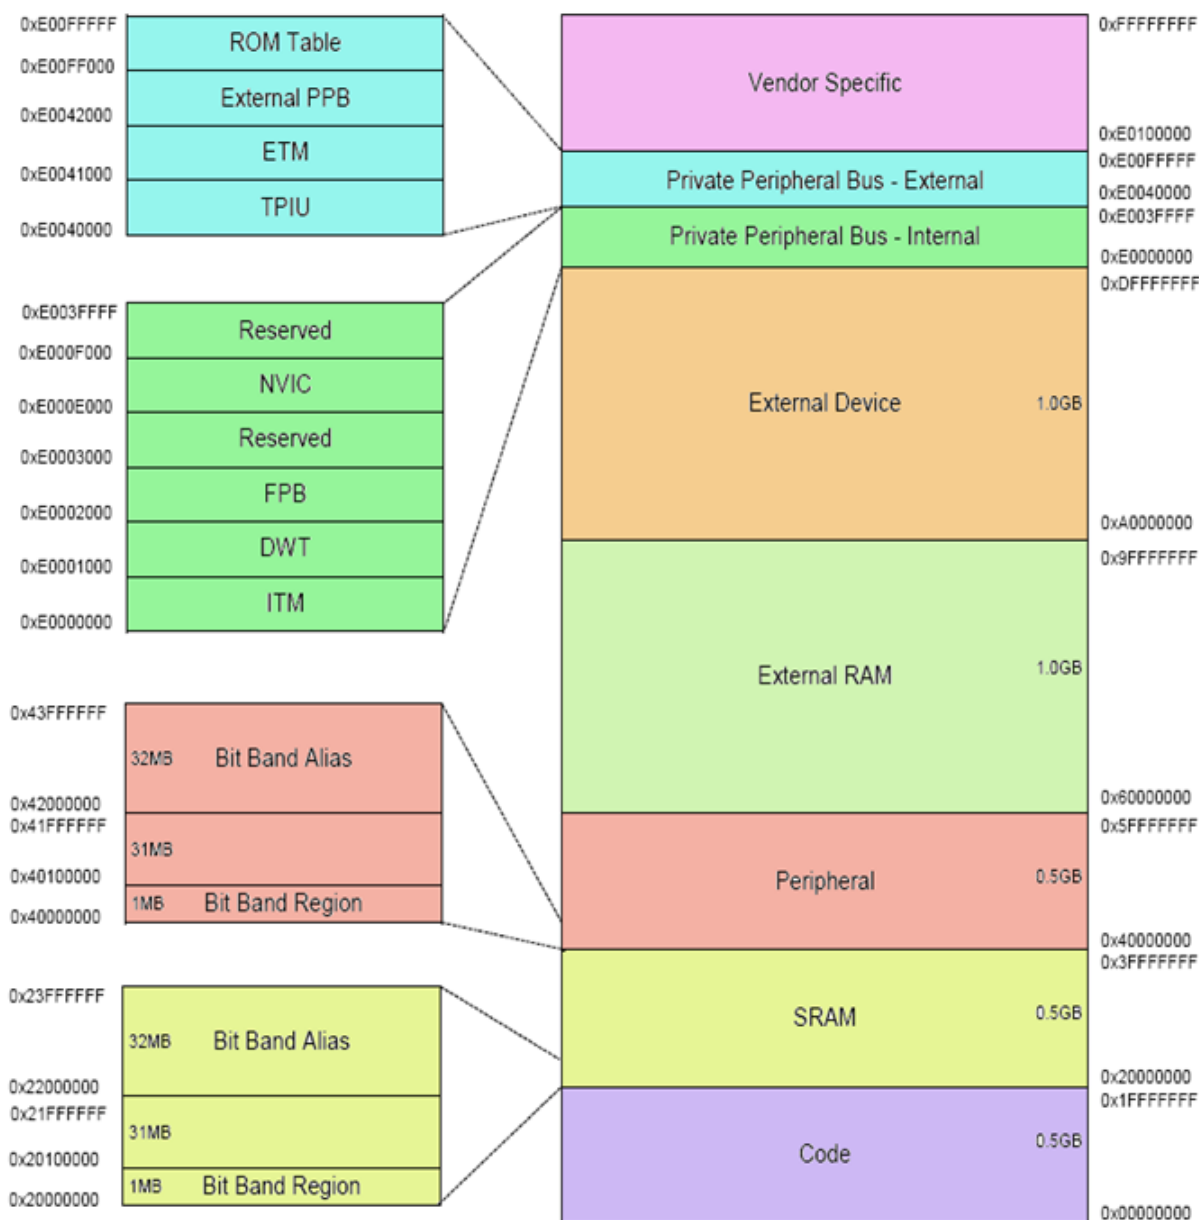 0xE00FFFFF
ROM Table
0xE00FF000
External PPB
0xE0042000
ETM
0xE0041000
TPIU
0xE0040000
0xE003FFFF
Reserved
0xE000F000
NVIC
0xE000E000
Reserved
0xE0003000
FPB
0xE0002000
DWT
0xE0001000
ITM
0xE0000000
0x43FFFFFF
32MB Bit Band Alias
0x42000000
0x41FFFFFF
31MB
0x40100000
1MB Bit Band Region
0x40000000
0x23FFFFFF
32MB Bit Band Alias
0x22000000
0x21FFFFFF
31MB
0x20100000
1MB Bit Band Region
0x20000000
0xFFFFFFFF
Vendor Specific
0xE0100000
0xE00FFFFF
Private Peripheral Bus - External
0xE0040000
0xE003FFFF
Private Peripheral Bus - Internal
0xE0000000
0xDFFFFFFF
External Device 1.0GB
0xA0000000
0x9FFFFFFF
External RAM 1.0GB
0x60000000
0x5FFFFFFF
Peripheral 0.5GB
0x40000000
0x3FFFFFFF
SRAM 0.5GB
0x20000000
0x1FFFFFFF
Code 0.5GB
0x00000000